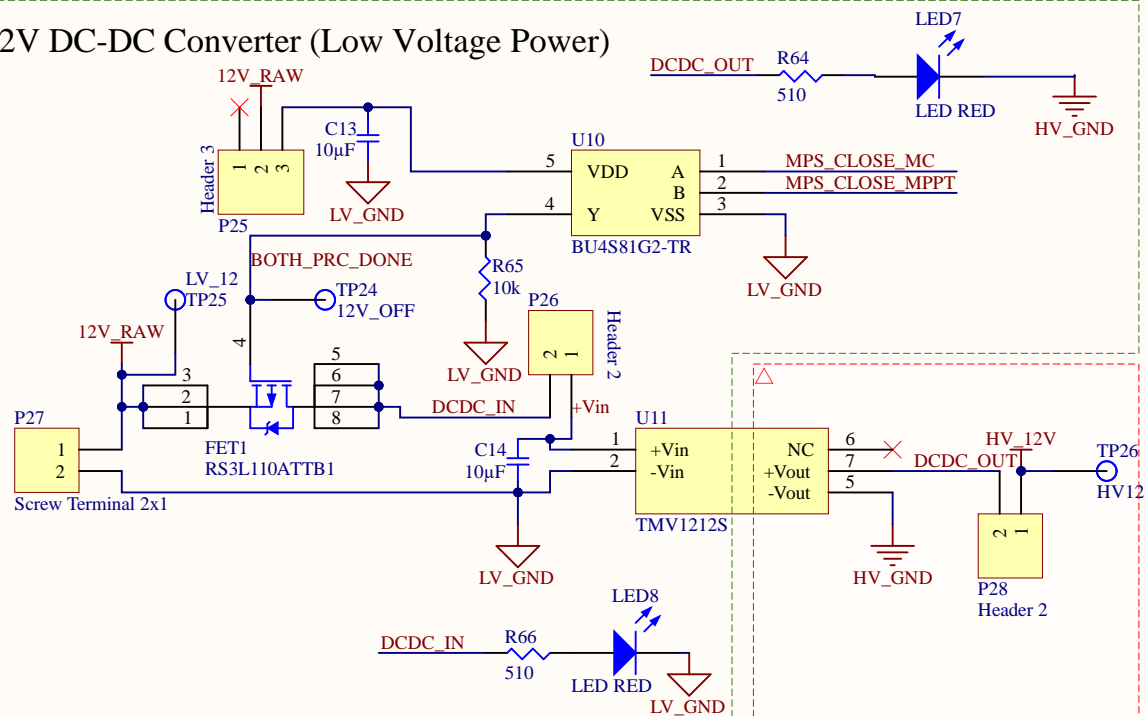 2V DC-DC Converter (Low Voltage Power)
LED7
DCDC_OUT
R64
510
LED RED
HV_GND
12V_RAW
1
2
3
Header 3
P25
C13
10µF
LV_GND
U10
5
VDD
A
1
MPS_CLOSE_MC
B
2
MPS_CLOSE_MPPT
4
Y
VSS
3
BU4S81G2-TR
LV_GND
BOTH_PRC_DONE
R65
10k
LV_GND
LV_12
TP25
TP24
12V_OFF
P26
2
1
Header 2
12V_RAW
4
3
2
1
5
6
7
8
FET1
RS3L110ATTB1
DCDC_IN
+Vin
P27
1
2
Screw Terminal 2x1
C14
10µF
LV_GND
U11
1
+Vin
2
-Vin
NC
6
+Vout
7
-Vout
5
TMV1212S
DCDC_OUT
HV_12V
TP26
HV12
HV_GND
2
1
P28
Header 2
LED8
DCDC_IN
R66
510
LED RED
LV_GND